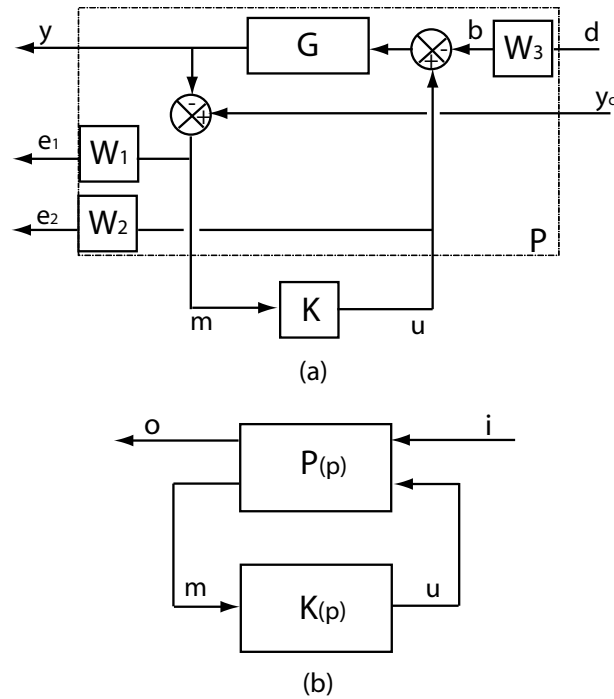 y G b W3 d
- + -
- + yc
e1 W1
e2 W2
P
m K u
(a)
o i
P(p)
m u
K(p)
(b)